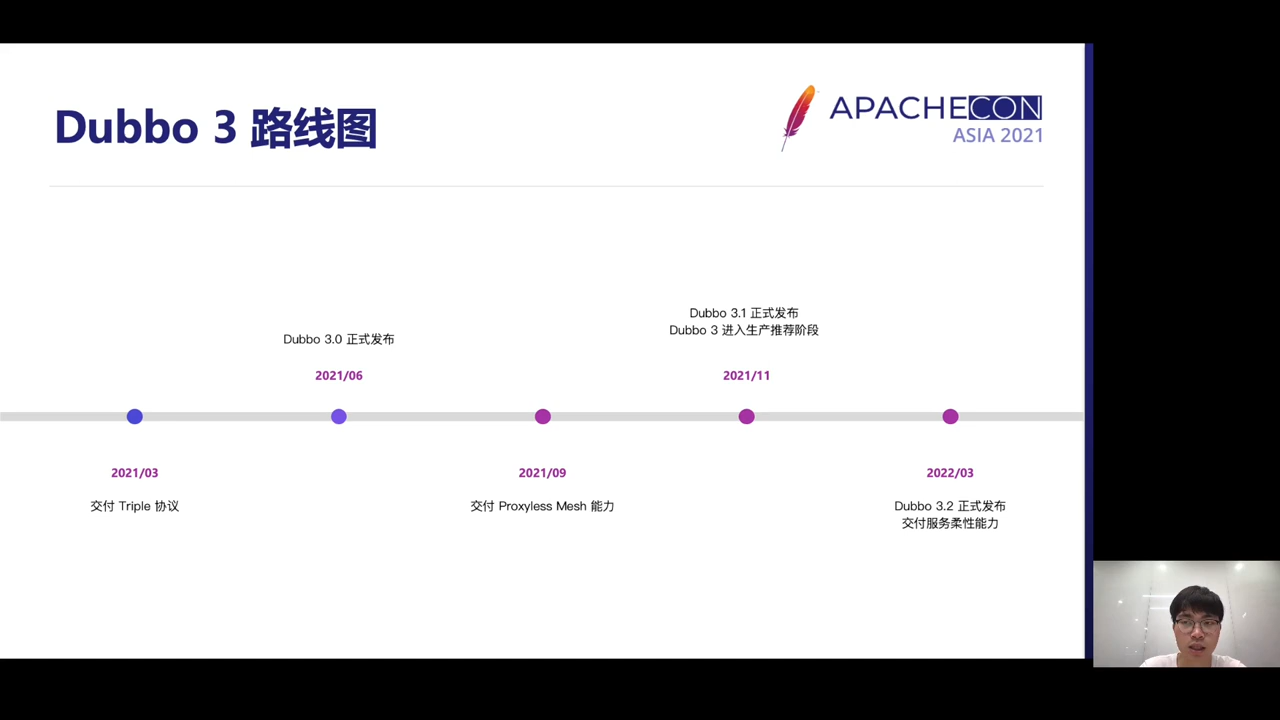 Dubbo 3 路线图
APACHECON
ASIA 2021
Dubbo 3.0 正式发布
2021/06
Dubbo 3.1 正式发布
Dubbo 3 进入生产推荐阶段
2021/11
2021/03
交付 Triple 协议
2021/09
交付 Proxyless Mesh 能力
2022/03
Dubbo 3.2 正式发布
交付服务柔性能力